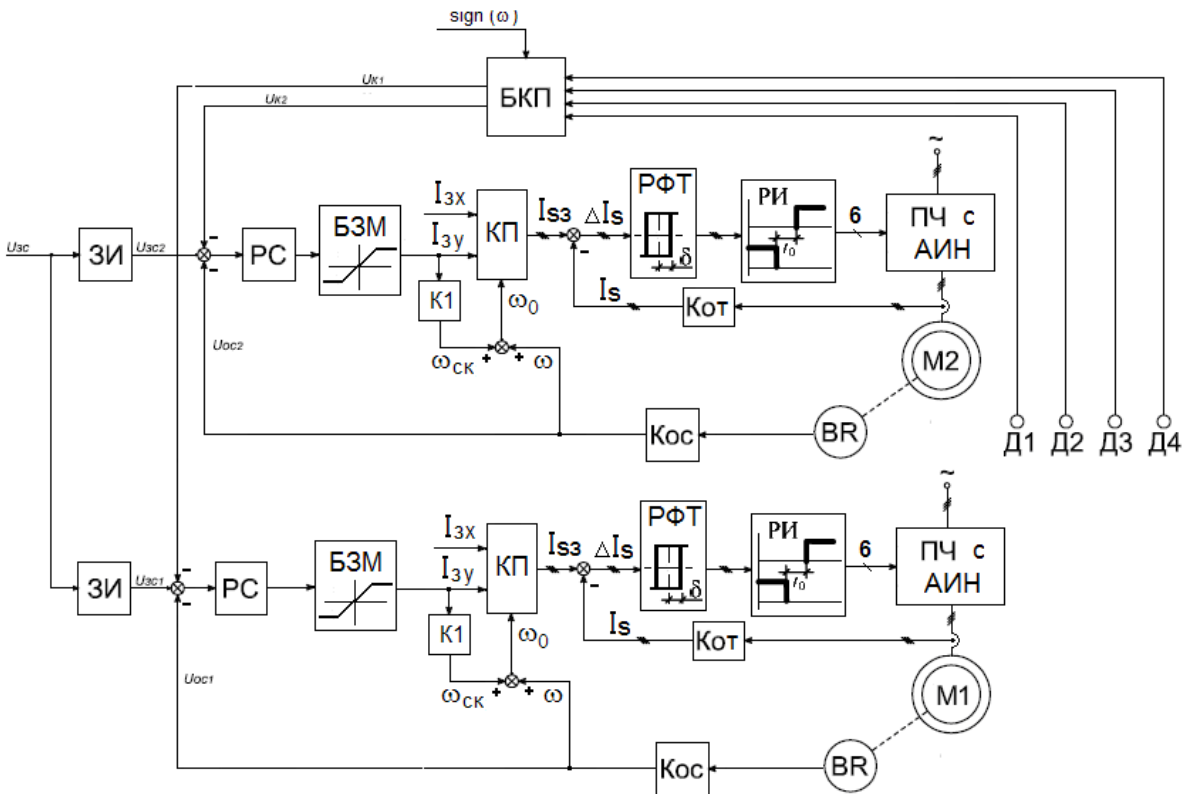 sign (ω)
Uк1
Uк2
БКП
~
Uзс
ЗИ
Uзс2
-
-
РС
БЗМ
Iзх
Iзу
КП
Isз
ΔIs
-
РФТ
δ
РИ
t0
6
ПЧ с
АИН
К1
ω0
Is
Кот
Uос2
ωск
+
+
ω
М2
Кос
BR
Д1
Д2
Д3
Д4
~
ЗИ
Uзс1
-
-
РС
БЗМ
Iзх
Iзу
КП
Isз
ΔIs
-
РФТ
δ
РИ
t0
6
ПЧ с
АИН
К1
ω0
Is
Кот
Uос1
ωск
+
+
ω
М1
Кос
BR